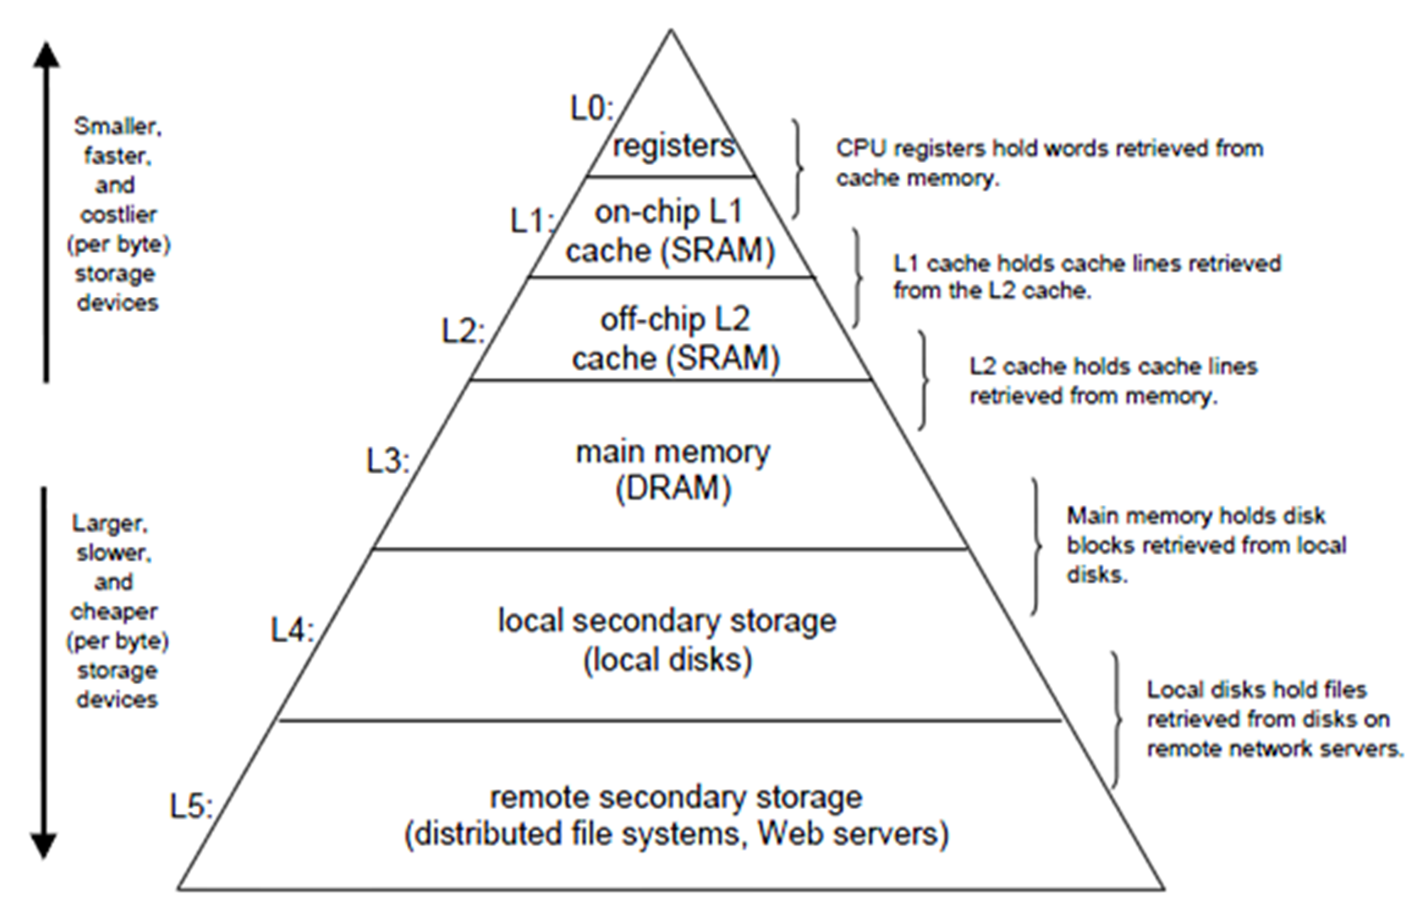 Smaller,
faster,
and
costlier
(per byte)
storage
devices
Larger,
slower,
and
cheaper
(per byte)
storage
devices
L0:
registers
CPU registers hold words retrieved from
cache memory.
L1:
on-chip L1
cache (SRAM)
L1 cache holds cache lines retrieved
from the L2 cache.
L2:
off-chip L2
cache (SRAM)
L2 cache holds cache lines
retrieved from memory.
L3:
main memory
(DRAM)
Main memory holds disk
blocks retrieved from local
disks.
L4:
local secondary storage
(local disks)
Local disks hold files
retrieved from disks on
remote network servers.
L5:
remote secondary storage
(distributed file systems, Web servers)